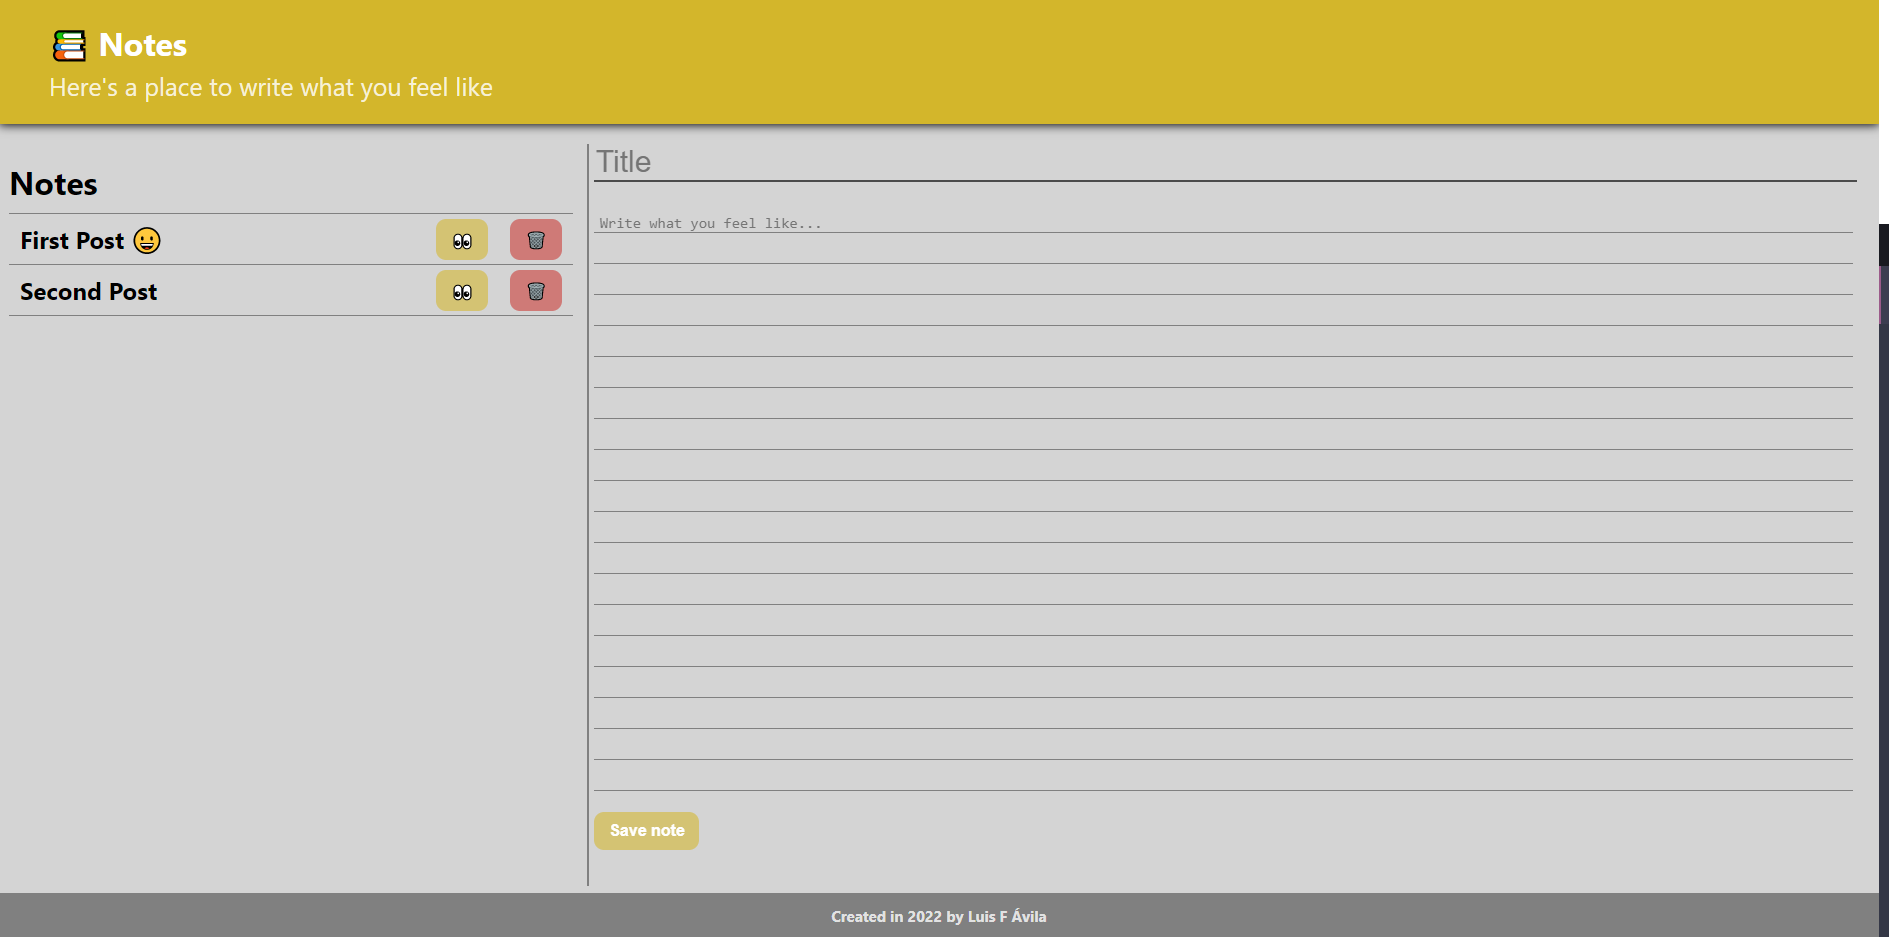 📚 Notes
Here's a place to write what you feel like
Notes
First Post 😀
Second Post
Title
Write what you feel like...
Save note
Created in 2022 by Luis F Ávila